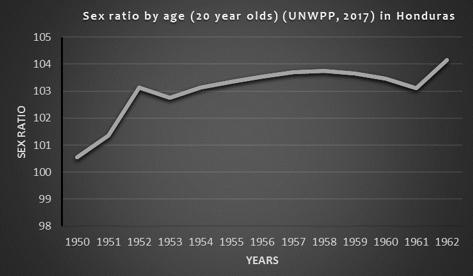 Sex ratio by age (20 year olds) (UNWPP, 2017) in Honduras
105
104
103
102
101
100
99
98
SEX RATIO
1950 1951 1952 1953 1954 1955 1956 1957 1958 1959 1960 1961 1962
YEARS